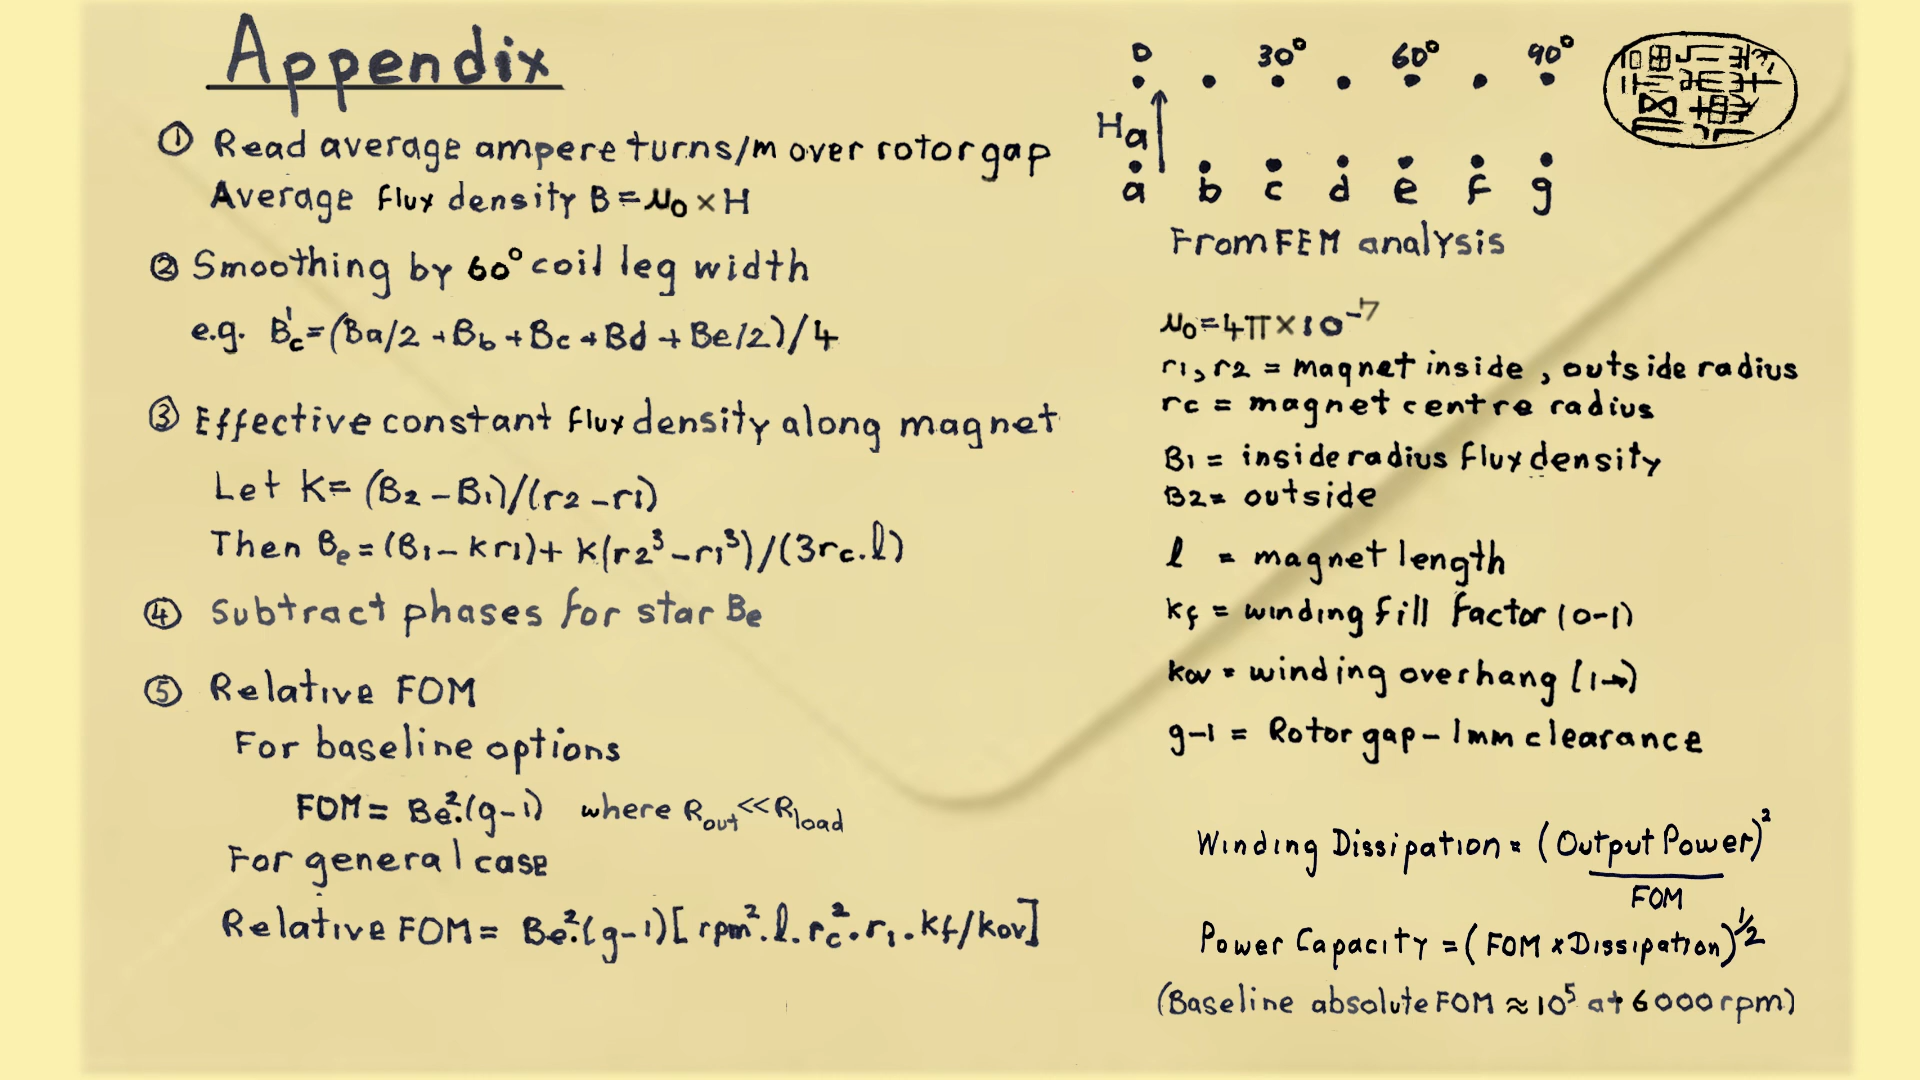 Appendix
① Read average ampere turns/m over rotor gap
Average flux density B = μ₀ × H
② Smoothing by 60° coil leg width
e.g. B'c = (Ba/2 + Bb + Bc + Bd + Be/2)/4
③ Effective constant flux density along magnet
Let K = (B2 – B1)/(r2 – r1)
Then Be = (B1 – kr1) + K(r2³ – r1³)/(3rc.l)
④ Subtract phases for star Be
⑤ Relative FOM
For baseline options
FOM = Be².(g-1) where Rout << Rload
For general case
Relative FOM = Be².(g-1)[rpm².l.rc².r1.kf/kov]
0 30° 60° 90°
Ha
a b c d e f g
From FEM analysis
μ₀ = 4π × 10⁻⁷
r1, r2 = magnet inside, outside radius
rc = magnet centre radius
B1 = inside radius flux density
B2 = outside
l = magnet length
kf = winding fill factor (0-1)
kov = winding overhang (1→)
g-1 = Rotor gap – 1mm clearance
Winding Dissipation = (Output Power)²
FOM
Power Capacity = (FOM × Dissipation)^1/2
(Baseline absolute FOM ≈ 10⁵ at 6000rpm)